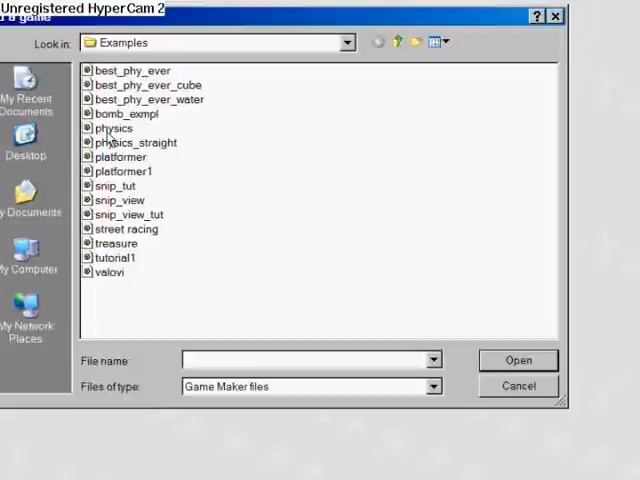 Unregistered HyperCam 2
a game
Look in:
Examples
My Recent
Documents
Desktop
y Documents
My Computer
My Network
Places
best_phy_ever
best_phy_ever_cube
best_phy_ever_water
bomb_exmpl
physics
physics_straight
platformer
platformer1
snip_tut
snip_view
snip_view_tut
street racing
treasure
tutorial1
valovi
File name:
Open
Files of type:
Game Maker files
Cancel